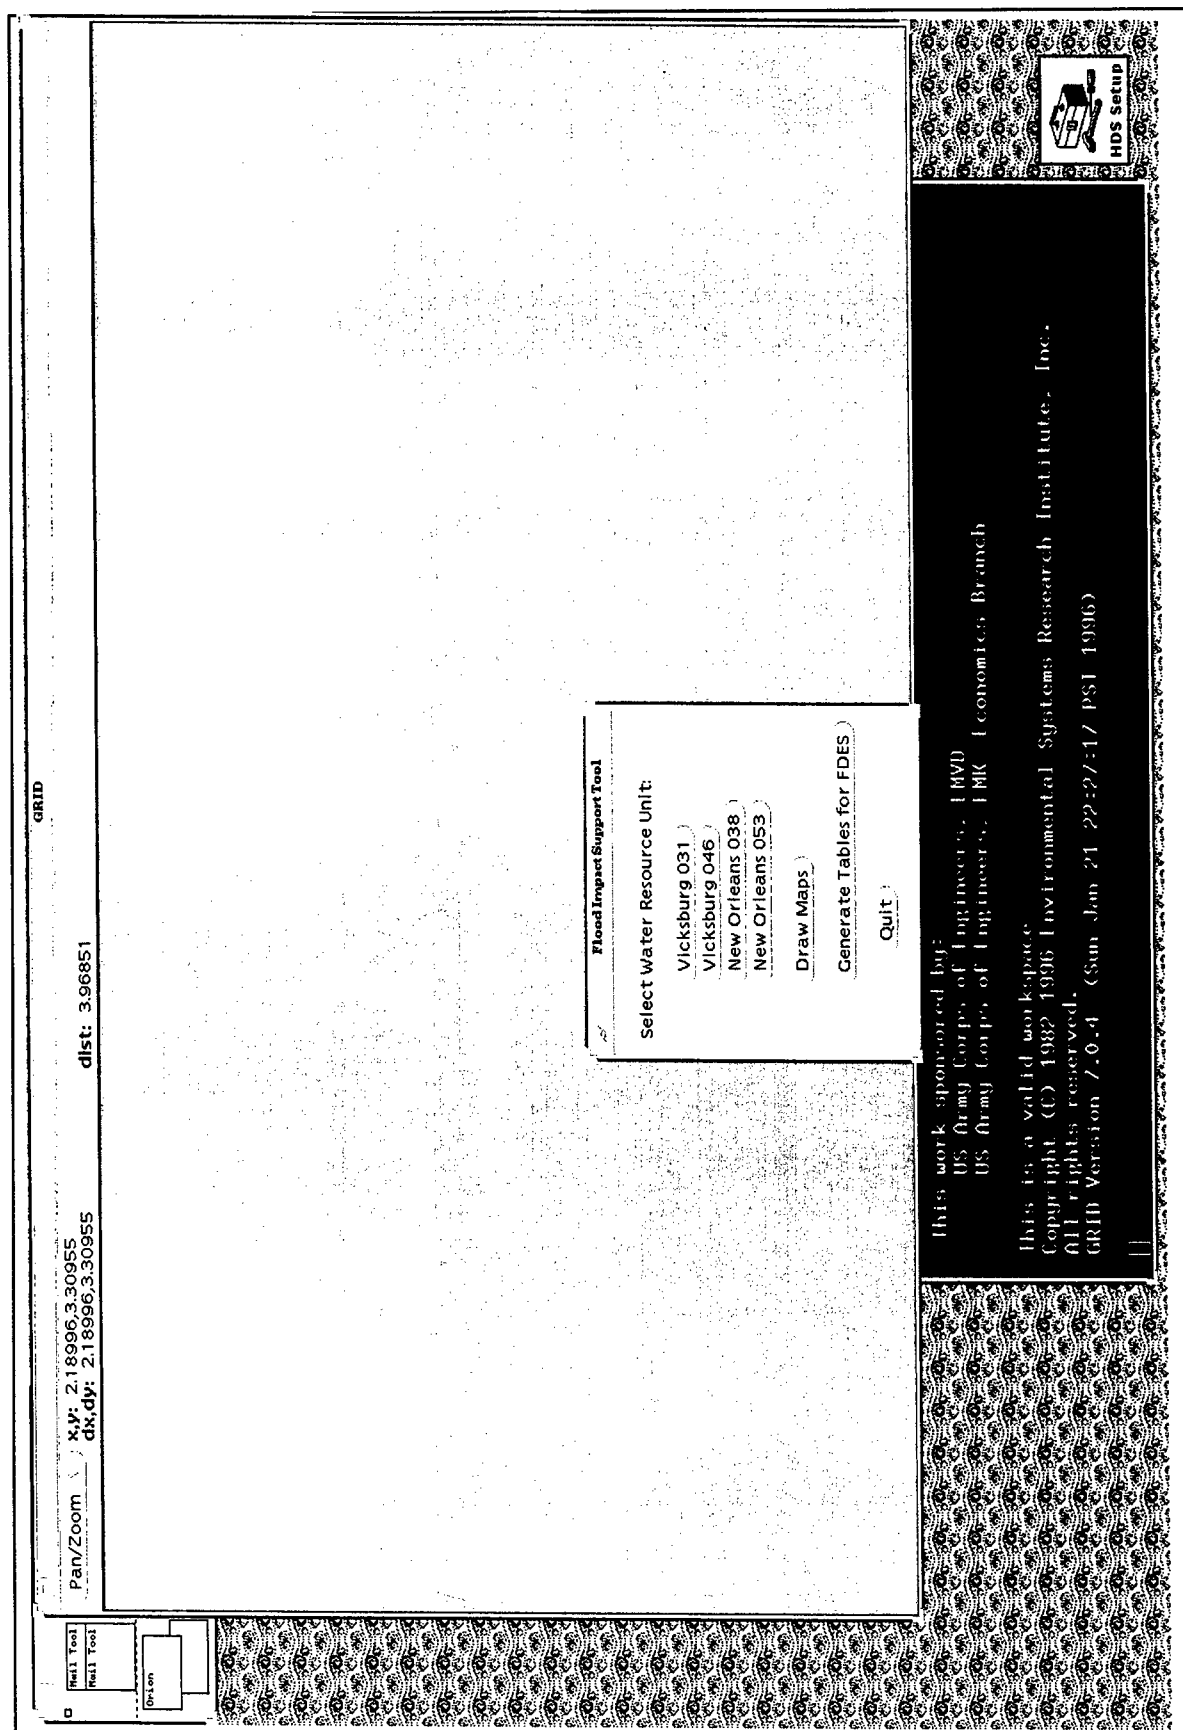 GRID
Pan/Zoom
x,y: 2.18996,3.30955
dx,dy: 2.18996,3.30955
dist: 3.96851
Mail Tool
Mail Tool
Orion
Flood Impact Support Tool
Select Water Resource Unit:
Vicksburg 031
Vicksburg 046
New Orleans 038
New Orleans 053
Draw Maps
Generate Tables for FDES
Quit
This work sponsored by:
US Army Corps of Engineers, LMVD
US Army Corps of Engineers, LMK Economics Branch
This is a valid workspace
Copyright (C) 1982 1996 Environmental Systems Research Institute, Inc.
All rights reserved.
GRID Version 7.0.4 (Sun Jan 21 22:27:17 PST 1996)
HDS Setup